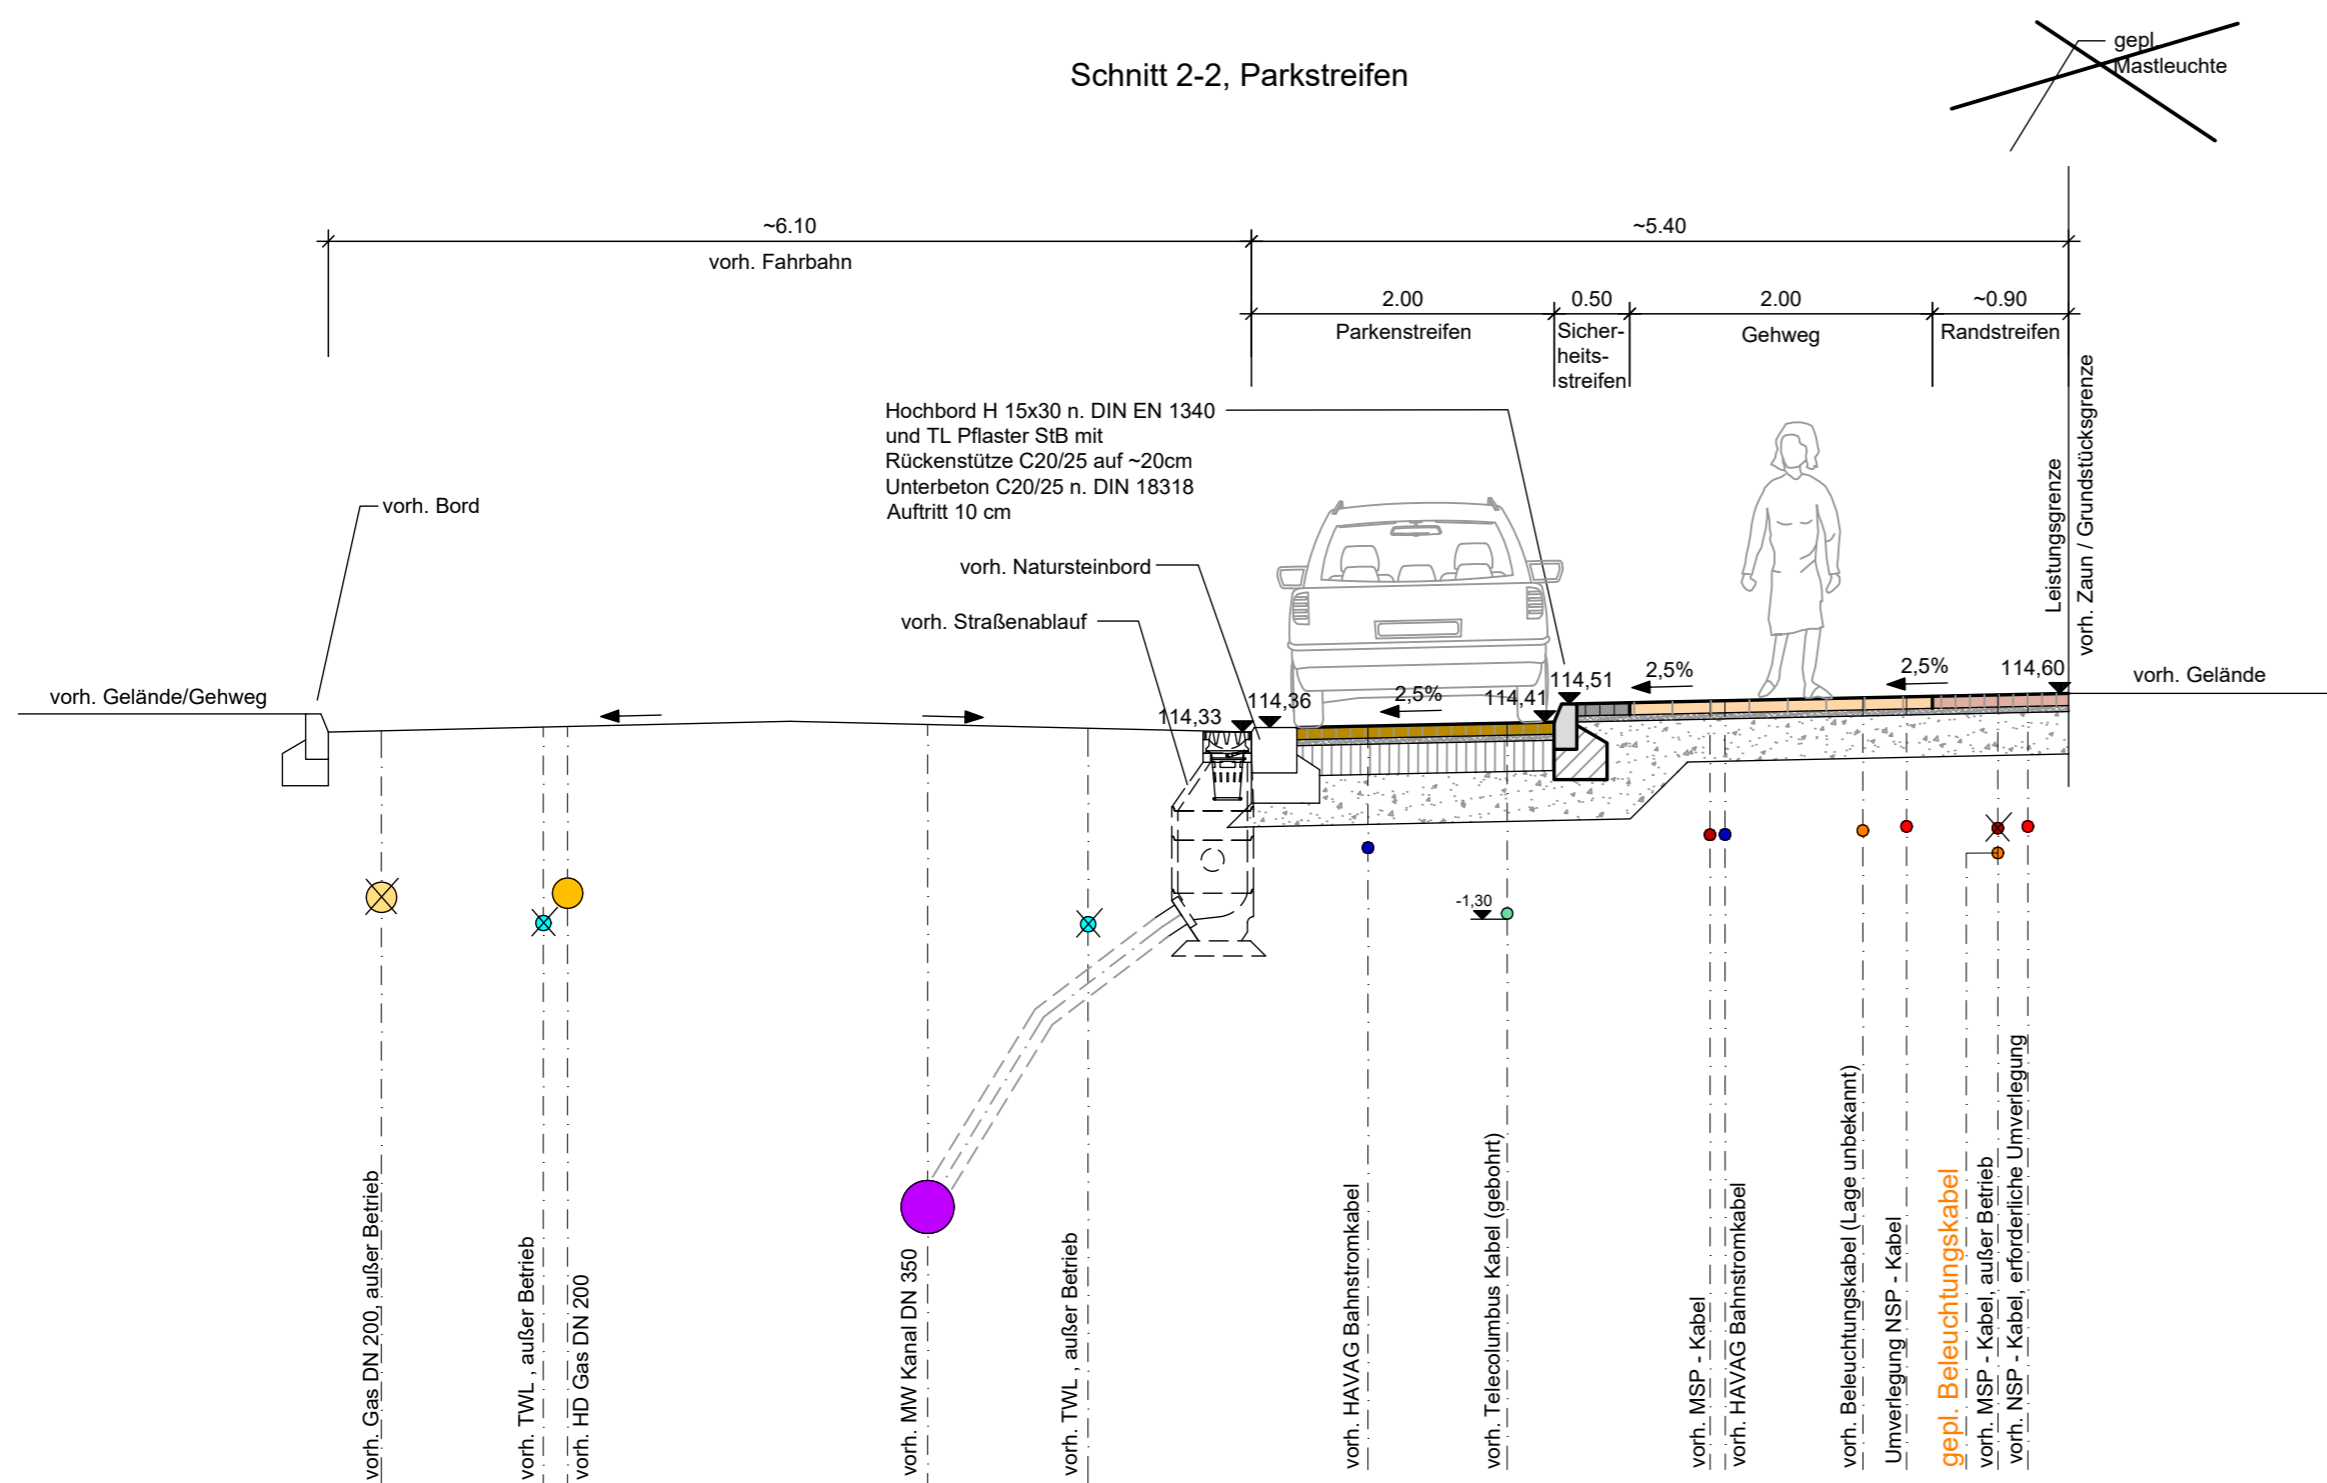 Schnitt 2-2, Parkstreifen
gepl.
Mastleuchte
~6.10
~5.40
vorh. Fahrbahn
2.00
0.50
2.00
~0.90
Parkenstreifen
Sicher-
heits-
streifen
Gehweg
Randstreifen
Hochbord H 15x30 n. DIN EN 1340
und TL Pflaster StB mit
Rückenstütze C20/25 auf ~20cm
Unterbeton C20/25 n. DIN 18318
Auftritt 10 cm
Leistungsgrenze
vorh. Zaun / Grundstücksgrenze
vorh. Bord
vorh. Natursteinbord
vorh. Straßenablauf
vorh. Gelände/Gehweg
114,33
114,36
2,5%
114,41
114,51
2,5%
2,5%
114,60
vorh. Gelände
-1,30
vorh. Gas DN 200, außer Betrieb
vorh. TWL , außer Betrieb
vorh. HD Gas DN 200
vorh. MW Kanal DN 350
vorh. TWL , außer Betrieb
vorh. HAVAG Bahnstromkabel
vorh. Telecolumbus Kabel (gebohrt)
vorh. MSP - Kabel
vorh. HAVAG Bahnstromkabel
vorh. Beleuchtungskabel (Lage unbekannt)
Umverlegung NSP - Kabel
gepl. Beleuchtungskabel
vorh. MSP - Kabel, außer Betrieb
vorh. NSP - Kabel, erforderliche Umverlegung